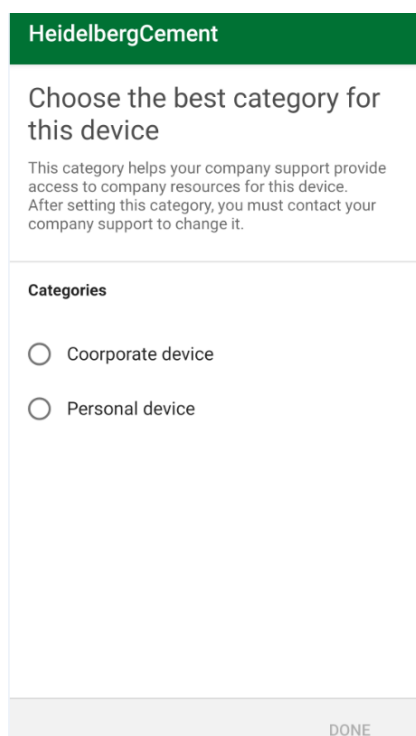 HeidelbergCement
Choose the best category for
this device
This category helps your company support provide
access to company resources for this device.
After setting this category, you must contact your
company support to change it.
Categories
Coorporate device
Personal device
DONE